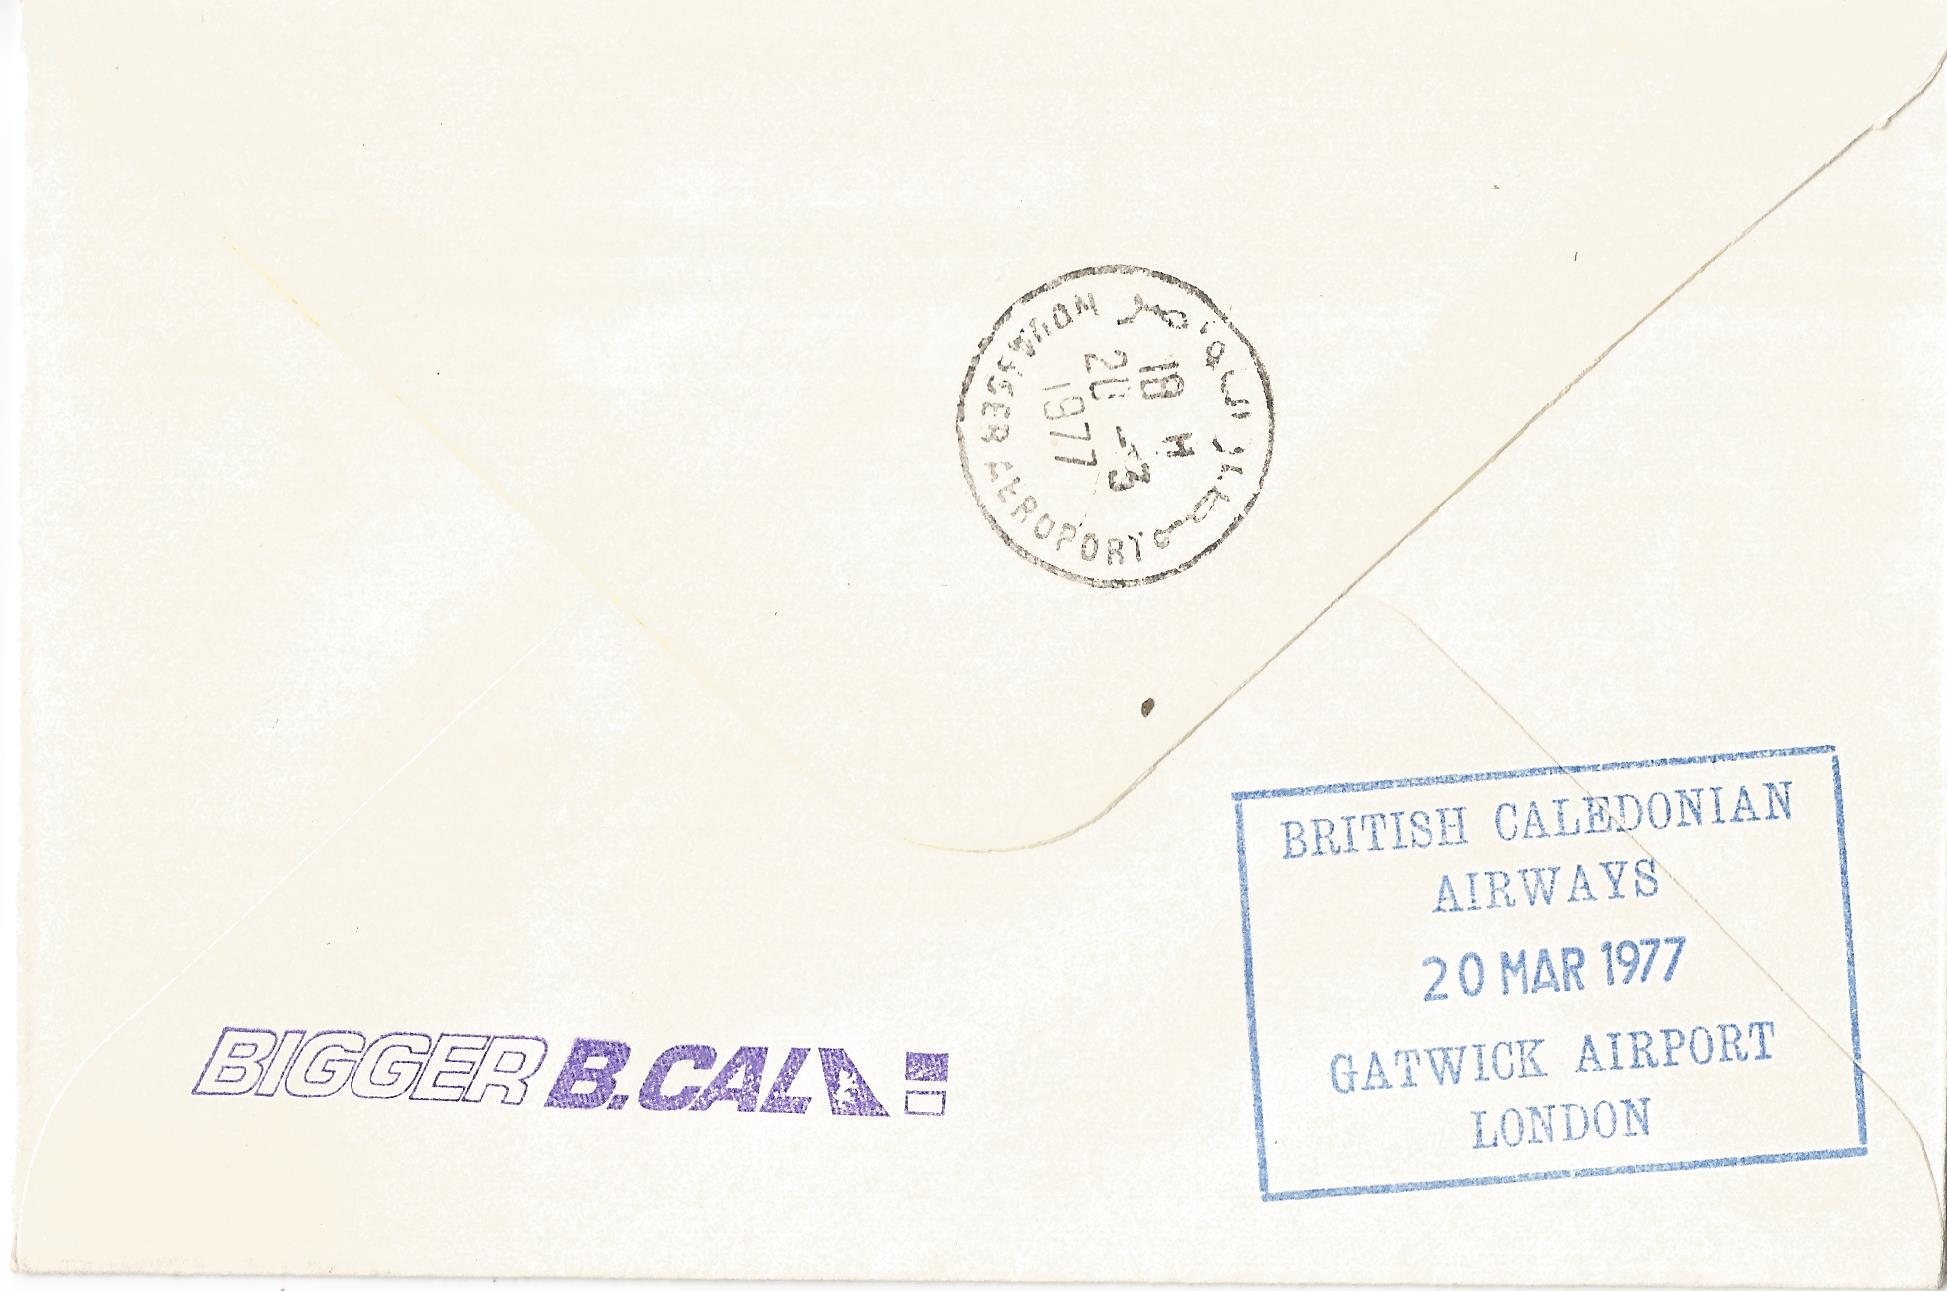 18 H
20 -3
1977
AEROPORT
BRITISH CALEDONIAN
AIRWAYS
20 MAR 1977
GATWICK AIRPORT
LONDON
BIGGER B.CAL